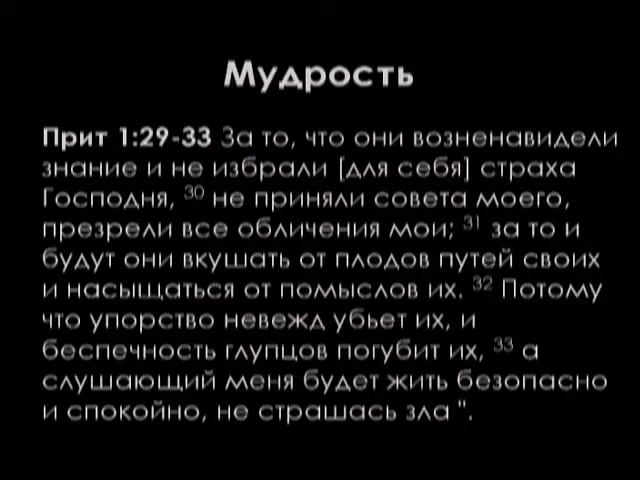 Мудрость
Прит 1:29-33 За то, что они возненавидели
знание и не избрали [для себя] страха
Господня, 30 не приняли совета моего,
презрели все обличения мои; 31 за то и
будут они вкушать от плодов путей своих
и насыщаться от помыслов их. 32 Потому
что упорство невежд убьет их, и
беспечность глупцов погубит их, 33 а
слушающий меня будет жить безопасно
и спокойно, не страшась зла ".